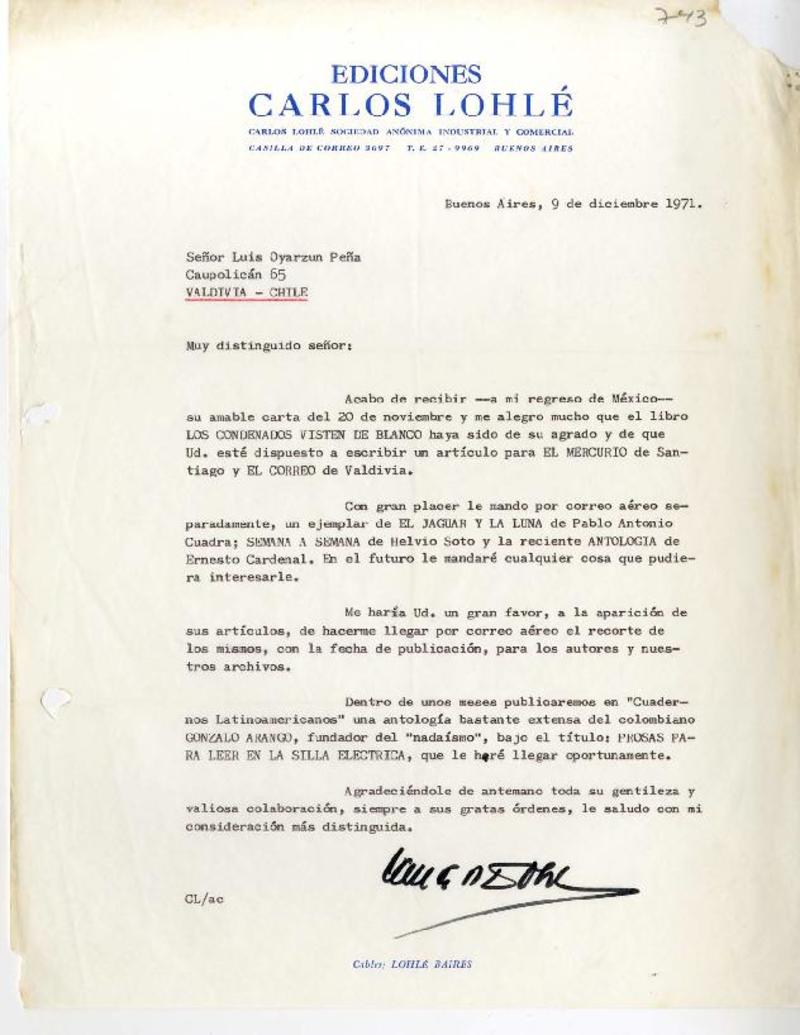 743
EDICIONES
CARLOS LOHLÉ
CARLOS LOHLÉ SOCIEDAD ANÓNIMA INDUSTRIAL Y COMERCIAL
CASILLA DE CORREO 3097 T. E. 27 - 9969 BUENOS AIRES
Buenos Aires, 9 de diciembre 1971.
Señor Luis Oyarzun Peña
Caupolicán 65
VALDIVIA - CHILE
Muy distinguido señor:
Acabo de recibir --a mi regreso de México--
su amable carta del 20 de noviembre y me alegro mucho que el libro
LOS CONDENADOS VISTEN DE BLANCO haya sido de su agrado y de que
Ud. esté dispuesto a escribir un artículo para EL MERCURIO de San-
tiago y EL CORREO de Valdivia.
Con gran placer le mando por correo aéreo se-
paradamente, un ejemplar de EL JAGUAR Y LA LUNA de Pablo Antonio
Cuadra; SEMANA A SEMANA de Helvio Soto y la reciente ANTOLOGIA de
Ernesto Cardenal. En el futuro le mandaré cualquier cosa que pudie-
ra interesarle.
Me haría Ud. un gran favor, a la aparición de
sus artículos, de hacerme llegar por correo aéreo el recorte de
los mismos, con la fecha de publicación, para los autores y nues-
tros archivos.
Dentro de unos meses publicaremos en "Cuader-
nos Latinoamericanos" una antología bastante extensa del colombiano
GONZALO ARANGO, fundador del "nadaísmo", bajo el título: PROSAS PA-
RA LEER EN LA SILLA ELECTRICA, que le haré llegar oportunamente.
Agradeciéndole de antemano toda su gentileza y
valiosa colaboración, siempre a sus gratas órdenes, le saludo con mi
consideración más distinguida.
CL/ac
Cables: LOHLÉ BAIRES